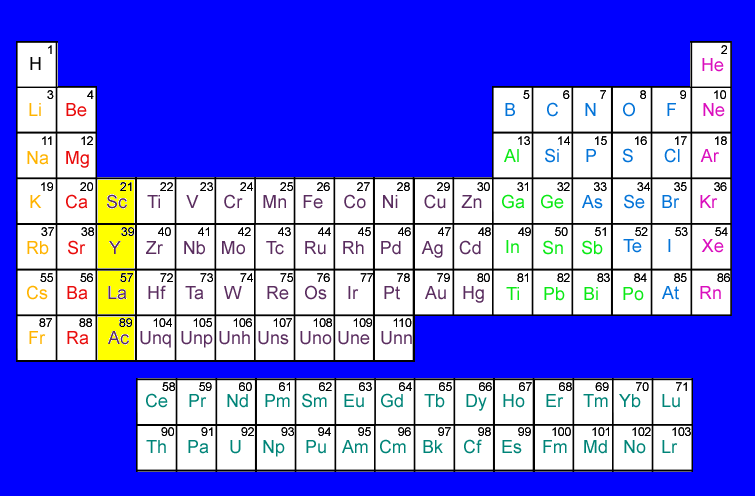 1 2
H He
3 4 5 6 7 8 9 10
Li Be B C N O F Ne
11 12 13 14 15 16 17 18
Na Mg Al Si P S Cl Ar
19 20 21 22 23 24 25 26 27 28 29 30 31 32 33 34 35 36
K Ca Sc Ti V Cr Mn Fe Co Ni Cu Zn Ga Ge As Se Br Kr
37 38 39 40 41 42 43 44 45 46 47 48 49 50 51 52 53 54
Rb Sr Y Zr Nb Mo Tc Ru Rh Pd Ag Cd In Sn Sb Te I Xe
55 56 57 72 73 74 75 76 77 78 79 80 81 82 83 84 85 86
Cs Ba La Hf Ta W Re Os Ir Pt Au Hg Ti Pb Bi Po At Rn
87 88 89 104 105 106 107 108 109 110
Fr Ra Ac Unq Unp Unh Uns Uno Une Unn
58 59 60 61 62 63 64 65 66 67 68 69 70 71
Ce Pr Nd Pm Sm Eu Gd Tb Dy Ho Er Tm Yb Lu
90 91 92 93 94 95 96 97 98 99 100 101 102 103
Th Pa U Np Pu Am Cm Bk Cf Es Fm Md No Lr